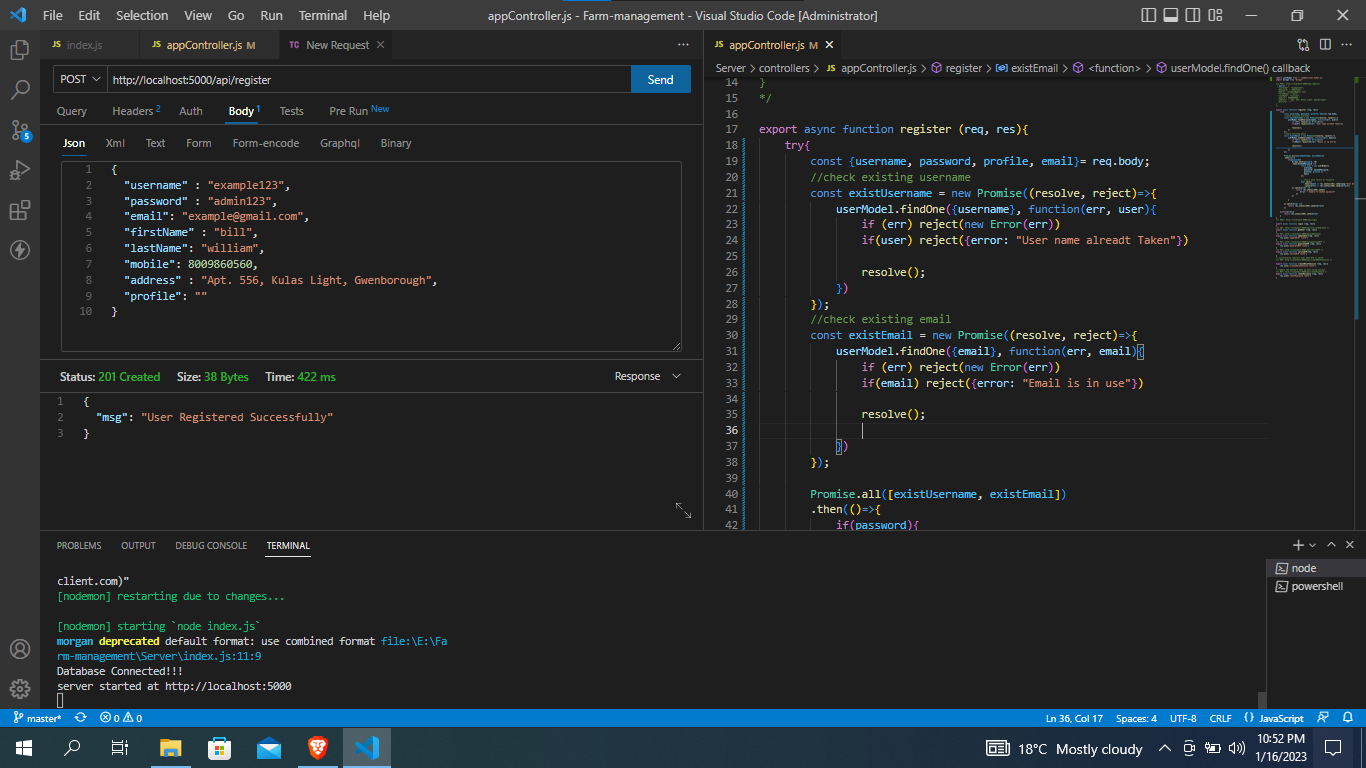 File Edit Selection View Go Run Terminal Help appController.js - Farm-management - Visual Studio Code [Administrator]
JS index.js JS appController.js M TC New Request
POST http://localhost:5000/api/register Send
Query Headers 2 Auth Body 1 Tests Pre Run New
Json Xml Text Form Form-encode Graphql Binary
1 {
2 "username" : "example123",
3 "password" : "admin123",
4 "email": "example@gmail.com",
5 "firstName" : "bill",
6 "lastName": "william",
7 "mobile": 8009860560,
8 "address" : "Apt. 556, Kulas Light, Gwenborough",
9 "profile": ""
10 }
Status: 201 Created Size: 38 Bytes Time: 422 ms Response
1 {
2 "msg": "User Registered Successfully"
3 }
JS appController.js M
Server > controllers > JS appController.js > register > existEmail > <function> > userModel.findOne() callback
14 }
15 */
16
17 export async function register (req, res){
18 try{
19 const {username, password, profile, email}= req.body;
20 //check existing username
21 const existUsername = new Promise((resolve, reject)=>{
22 userModel.findOne({username}, function(err, user){
23 if (err) reject(new Error(err))
24 if(user) reject({error: "User name alreadt Taken"})
25
26 resolve();
27 })
28 });
29 //check existing email
30 const existEmail = new Promise((resolve, reject)=>{
31 userModel.findOne({email}, function(err, email){
32 if (err) reject(new Error(err))
33 if(email) reject({error: "Email is in use"})
34
35 resolve();
36
37 })
38 });
39
40 Promise.all([existUsername, existEmail])
41 .then(()=>{
42 if(password){
PROBLEMS OUTPUT DEBUG CONSOLE TERMINAL
client.com)"
[nodemon] restarting due to changes...
[nodemon] starting `node index.js`
morgan deprecated default format: use combined format file:\E:\Fa
rm-management\Server\index.js:11:9
Database Connected!!!
server started at http://localhost:5000
node
powershell
5
master* 0 0 Ln 36, Col 17 Spaces: 4 UTF-8 CRLF {} JavaScript
18°C Mostly cloudy
10:52 PM
1/16/2023